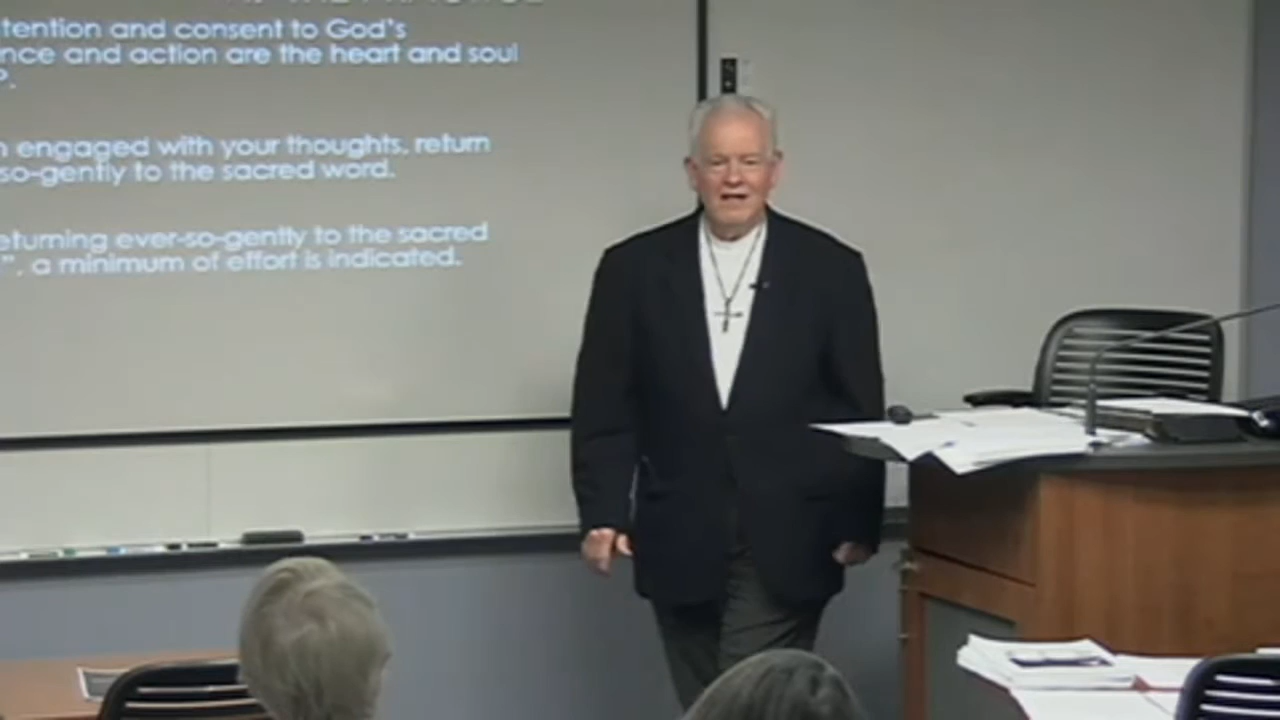 tention and consent to God's
nce and action are the heart and soul
P.
n engaged with your thoughts, return
so-gently to the sacred word.
eturning ever-so-gently to the sacred
", a minimum of effort is indicated.